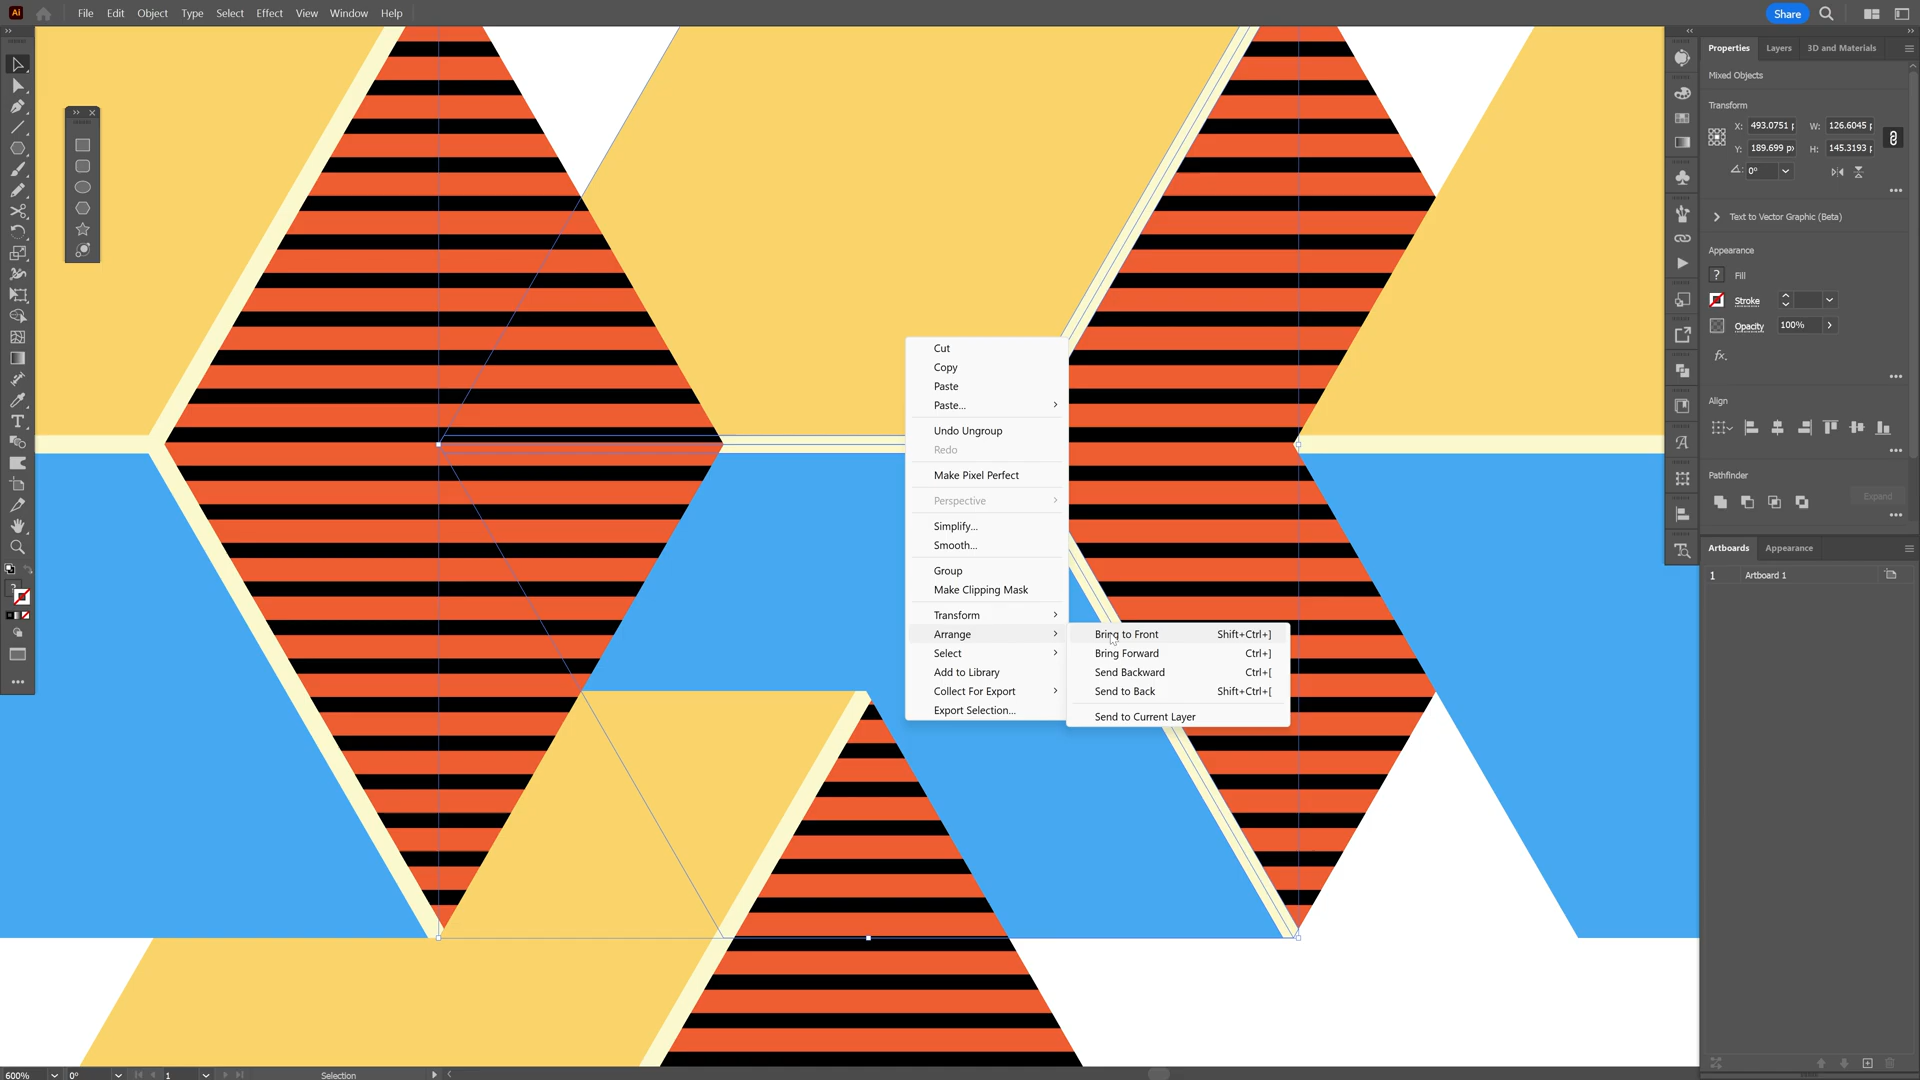 Ai File Edit Object Type Select Effect View Window Help Share
Properties Layers 3D and Materials
Mixed Objects
Transform
X: 493.0751 W: 126.6045
Y: 189.699 px H: 145.3193
0°
Text to Vector Graphic (Beta)
Appearance
? Fill
Stroke
Opacity 100%
fx.
Align
Pathfinder
Expand
Artboards Appearance
1 Artboard 1
Cut
Copy
Paste
Paste...
Undo Ungroup
Redo
Make Pixel Perfect
Perspective
Simplify...
Smooth...
Group
Make Clipping Mask
Transform
Arrange
Select
Add to Library
Collect For Export
Export Selection...
Bring to Front Shift+Ctrl+]
Bring Forward Ctrl+]
Send Backward Ctrl+[
Send to Back Shift+Ctrl+[
Send to Current Layer
600% 0° 1 Selection